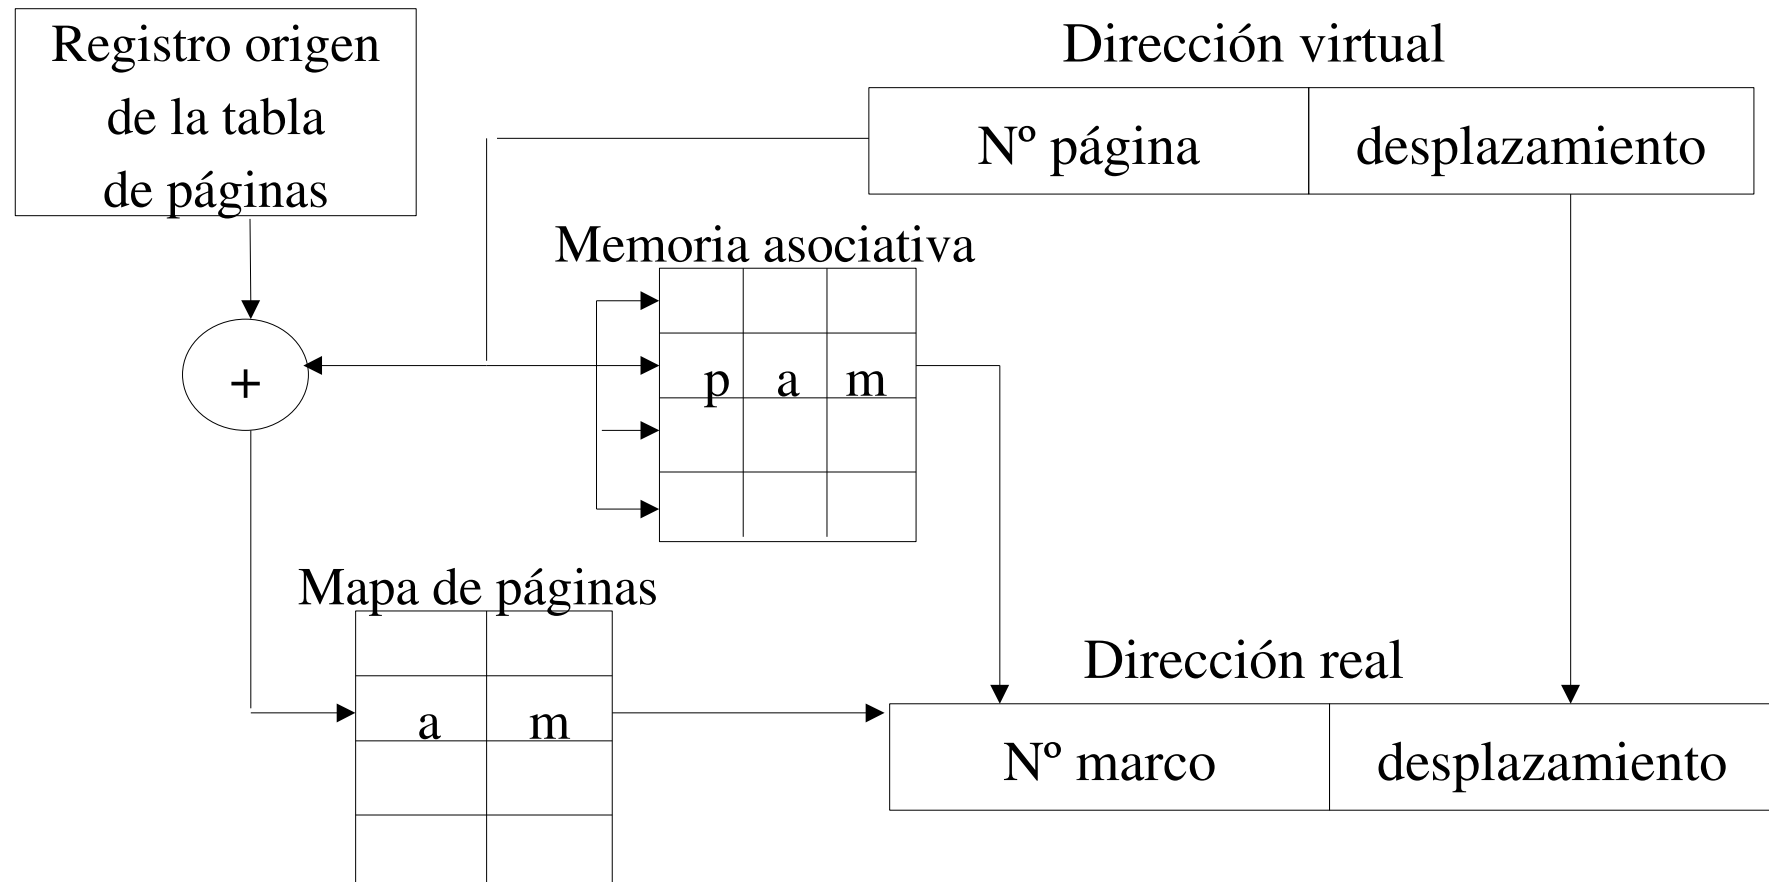 Registro origen
de la tabla
de páginas
Dirección virtual
Nº página
desplazamiento
Memoria asociativa
+
p a m
Mapa de páginas
a m
Dirección real
Nº marco
desplazamiento